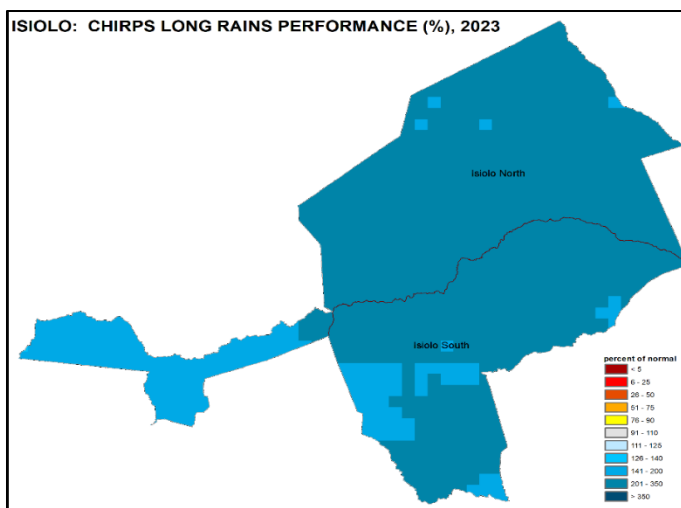 ISIOLO: CHIRPS LONG RAINS PERFORMANCE (%), 2023
Isiolo North
Isiolo South
percent of normal
< 5
6 - 25
26 - 50
51 - 75
76 - 90
91 - 110
111 - 125
126 - 140
141 - 200
201 - 350
> 350